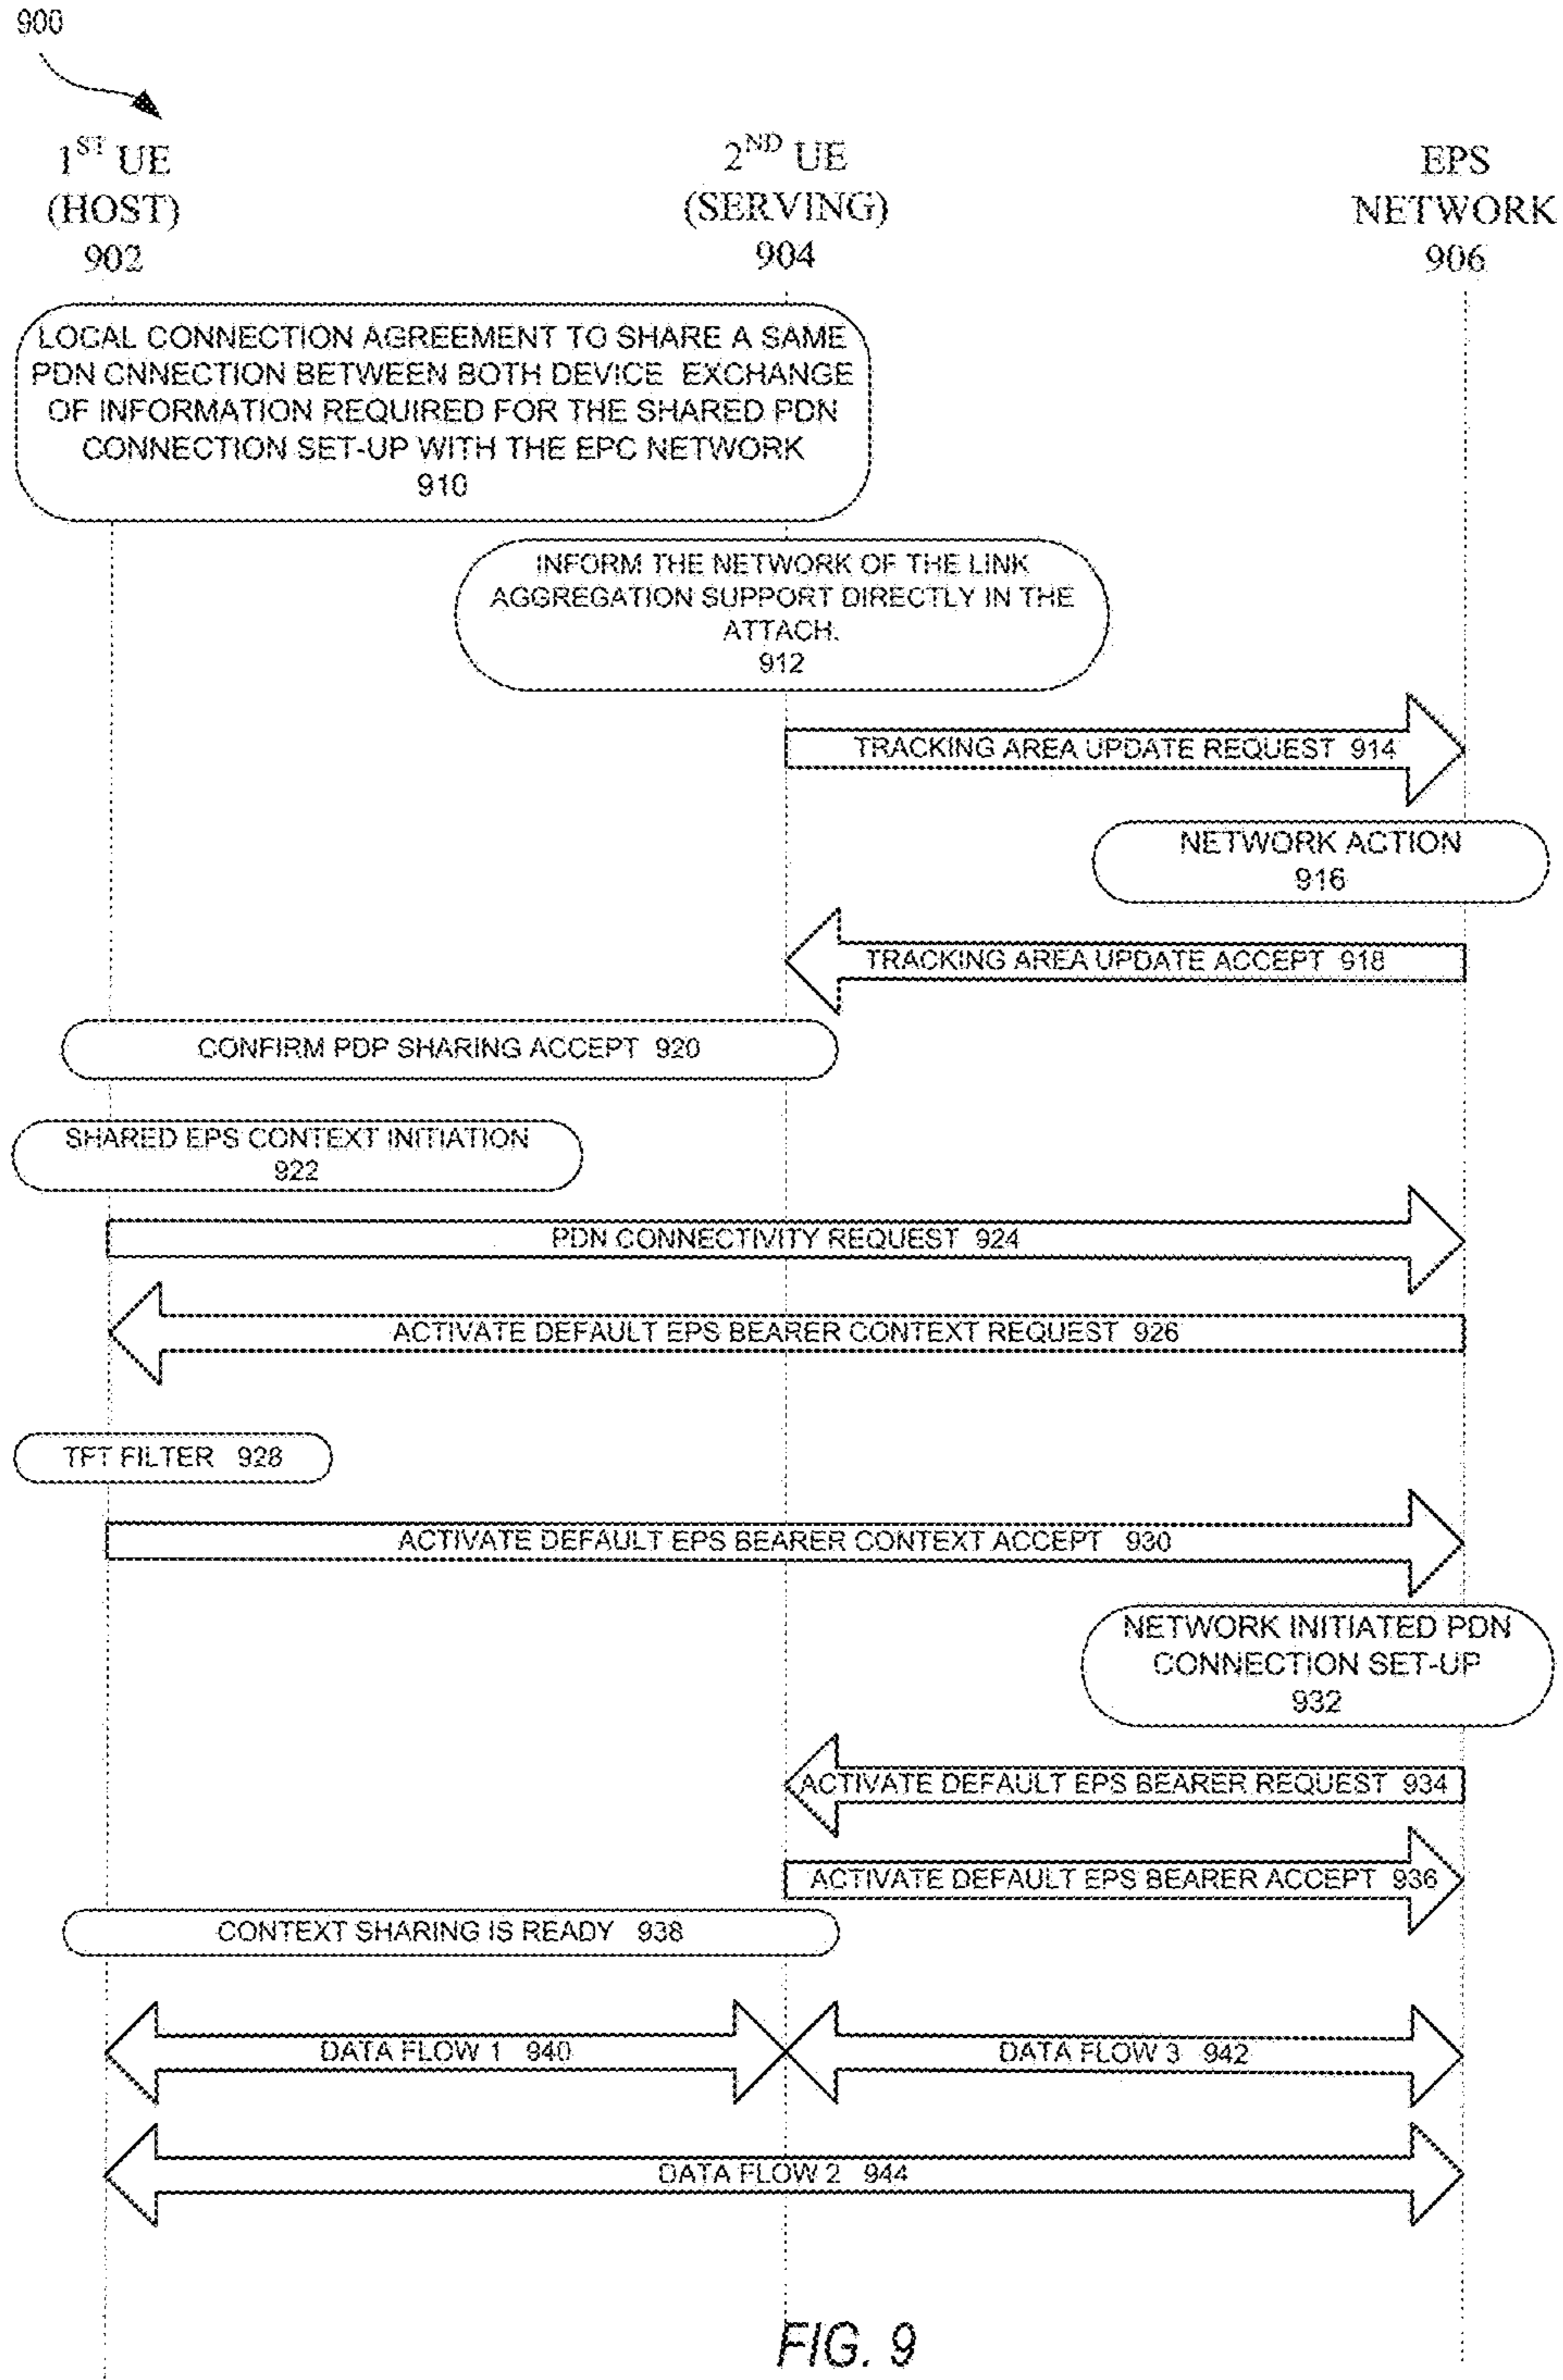 900
1ST UE
(HOST)
902
2ND UE
(SERVING)
904
EPS
NETWORK
906
LOCAL CONNECTION AGREEMENT TO SHARE A SAME
PDN CNNECTION BETWEEN BOTH DEVICE EXCHANGE
OF INFORMATION REQUIRED FOR THE SHARED PDN
CONNECTION SET-UP WITH THE EPC NETWORK
910
INFORM THE NETWORK OF THE LINK
AGGREGATION SUPPORT DIRECTLY IN THE
ATTACH.
912
TRACKING AREA UPDATE REQUEST 914
NETWORK ACTION
916
TRACKING AREA UPDATE ACCEPT 918
CONFIRM PDP SHARING ACCEPT 920
SHARED EPS CONTEXT INITIATION
922
PDN CONNECTIVITY REQUEST 924
ACTIVATE DEFAULT EPS BEARER CONTEXT REQUEST 926
TFT FILTER 928
ACTIVATE DEFAULT EPS BEARER CONTEXT ACCEPT 930
NETWORK INITIATED PDN
CONNECTION SET-UP
932
ACTIVATE DEFAULT EPS BEARER REQUEST 934
ACTIVATE DEFAULT EPS BEARER ACCEPT 936
CONTEXT SHARING IS READY 938
DATA FLOW 1 940
DATA FLOW 3 942
DATA FLOW 2 944
FIG. 9